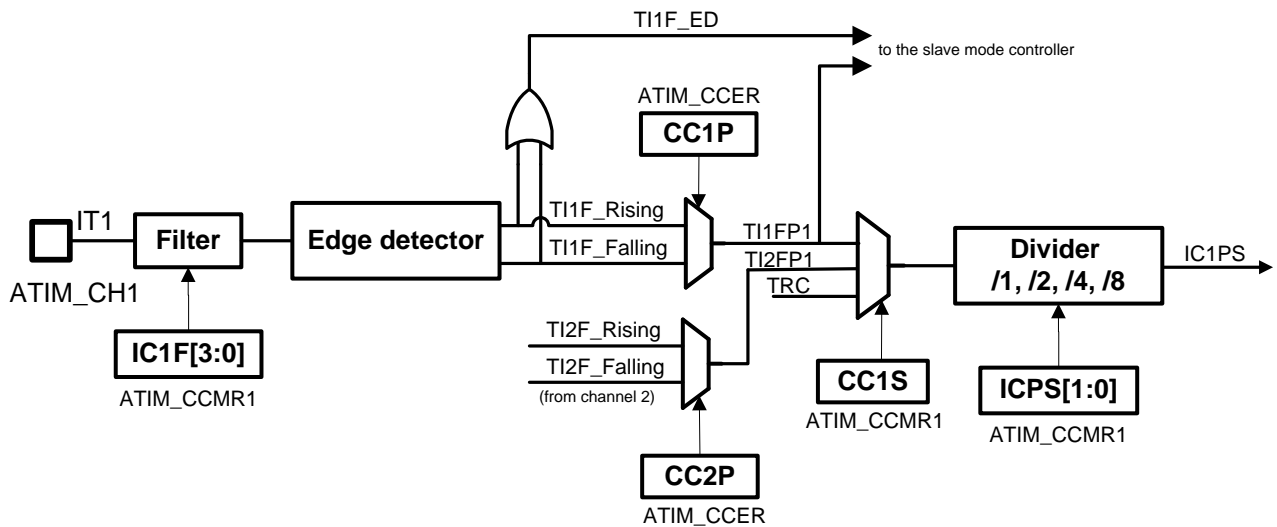 TI1F_ED
to the slave mode controller
ATIM_CCER
CC1P
IT1
Filter
Edge detector
TI1F_Rising
TI1F_Falling
TI1FP1
TI2FP1
TRC
Divider
/1, /2, /4, /8
IC1PS
ATIM_CH1
IC1F[3:0]
ATIM_CCMR1
TI2F_Rising
TI2F_Falling
(from channel 2)
CC1S
ATIM_CCMR1
ICPS[1:0]
ATIM_CCMR1
CC2P
ATIM_CCER